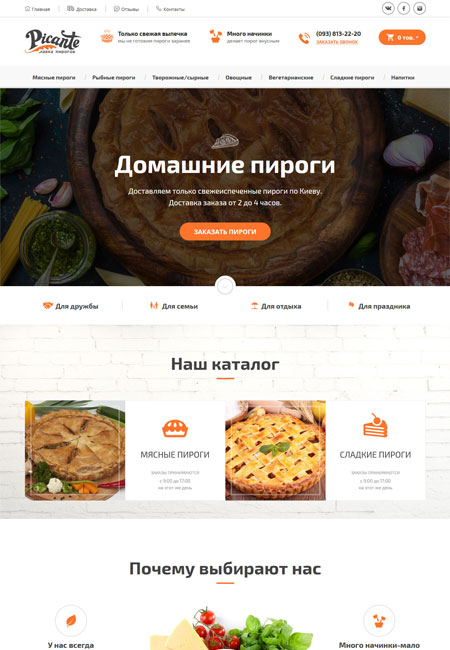 Главная Доставка Отзывы Контакты
Picante
лавка пирогов
Только свежая выпечка
мы не готовим пироги заранее
Много начинки
делает пирог вкусным
(093) 813-22-20
ЗАКАЗАТЬ ЗВОНОК
0 тов.
Мясные пироги / Рыбные пироги / Творожные/сырные / Овощные / Вегетарианские / Сладкие пироги / Напитки
Домашние пироги
Доставляем только свежеиспеченные пироги по Киеву.
Доставка заказа от 2 до 4 часов.
ЗАКАЗАТЬ ПИРОГИ
Для дружбы
Для семьи
Для отдыха
Для праздника
Наш каталог
МЯСНЫЕ ПИРОГИ
ЗАКАЗЫ ПРИНИМАЮТСЯ
с 9:00 до 17:00
на этот же день
СЛАДКИЕ ПИРОГИ
ЗАКАЗЫ ПРИНИМАЮТСЯ
с 9:00 до 17:00
на этот же день
Почему выбирают нас
У нас всегда
Много начинки-мало